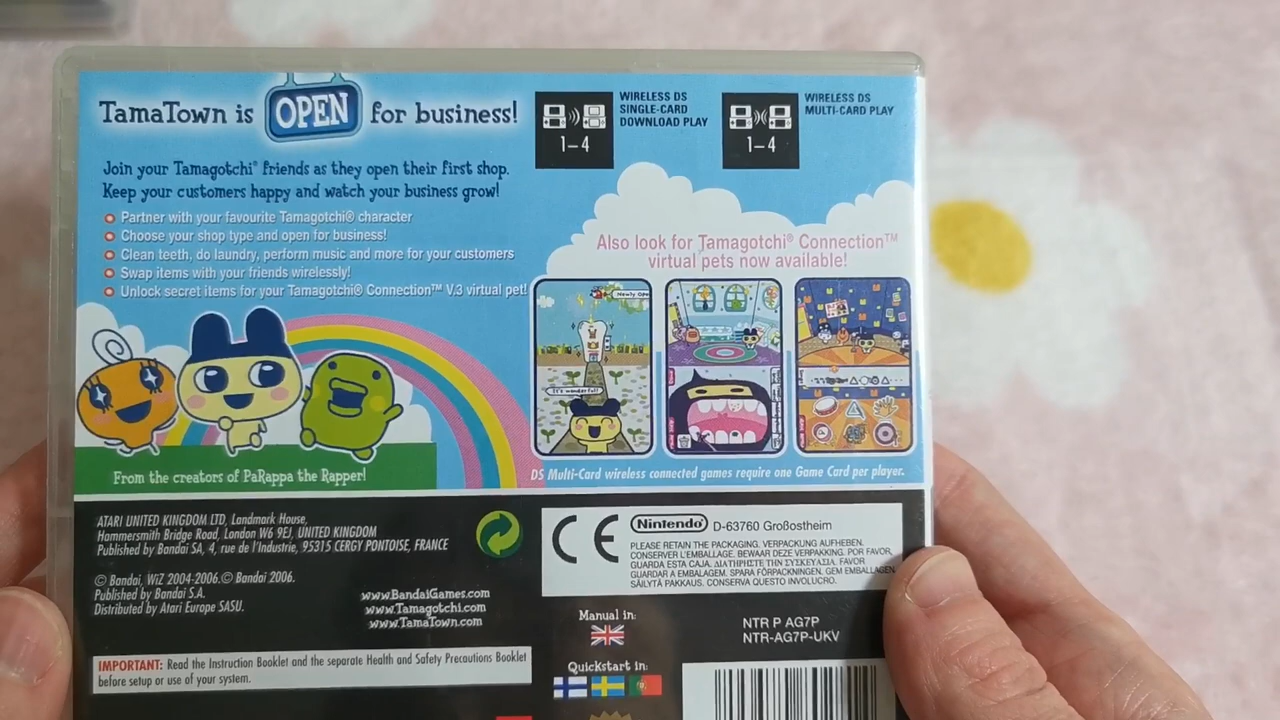 TamaTown is OPEN for business!
Join your Tamagotchi® friends as they open their first shop.
Keep your customers happy and watch your business grow!
Partner with your favourite Tamagotchi® character
Choose your shop type and open for business!
Clean teeth, do laundry, perform music and more for your customers
Swap items with your friends wirelessly!
Unlock secret items for your Tamagotchi® Connection™ V.3 virtual pet!
WIRELESS DS
SINGLE-CARD
DOWNLOAD PLAY
1–4
WIRELESS DS
MULTI-CARD PLAY
1–4
Also look for Tamagotchi® Connection™
virtual pets now available!
Newly Ope
It's wonderful!
DS Multi-Card wireless connected games require one Game Card per player.
From the creators of PaRappa the Rapper!
ATARI UNITED KINGDOM LTD, Landmark House,
Hammersmith Bridge Road, London W6 9EJ, UNITED KINGDOM
Published by Bandai SA, 4, rue de l'Industrie, 95315 CERGY PONTOISE, FRANCE
© Bandai, WiZ 2004-2006.© Bandai 2006.
Published by Bandai S.A.
Distributed by Atari Europe SASU.
www.BandaiGames.com
www.Tamagotchi.com
www.TamaTown.com
IMPORTANT: Read the Instruction Booklet and the separate Health and Safety Precautions Booklet
before setup or use of your system.
CE
Nintendo D-63760 Großostheim
PLEASE RETAIN THE PACKAGING. VERPACKUNG AUFHEBEN.
CONSERVER L'EMBALAGE. BEWAAR DEZE VERPAKKING. POR FAVOR,
GUARDA ESTA CAJA. ΔΙΑΤΗΡΗΣΤΕ ΤΗΝ ΣΥΣΚΕΥΑΣΙΑ. FAVOR
GUARDAR A EMBALAGEM. SPARA FÖRPACKNINGEN. GEM EMBALLAGEN
SÄILYTÄ PAKKAUS. CONSERVA QUESTO INVOLUCRO.
Manual in:
Quickstart in:
NTR P AG7P
NTR-AG7P-UKV